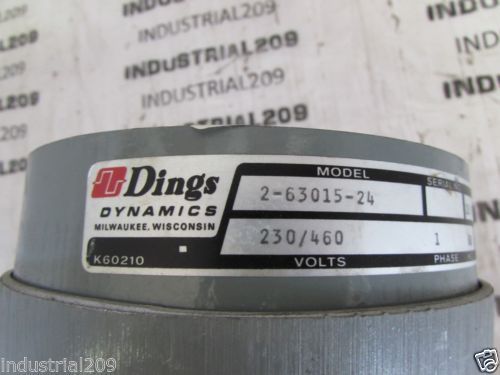 INDUSTRIAL209
INDUSTRIAL209
INDUSTRIAL209
INDUSTRIAL209
MODEL
SERIAL
Dings
2-63015-24
DYNAMICS
MILWAUKEE, WISCONSIN
230/460
1
K60210
VOLTS
PHASE
industrial209
industrial209